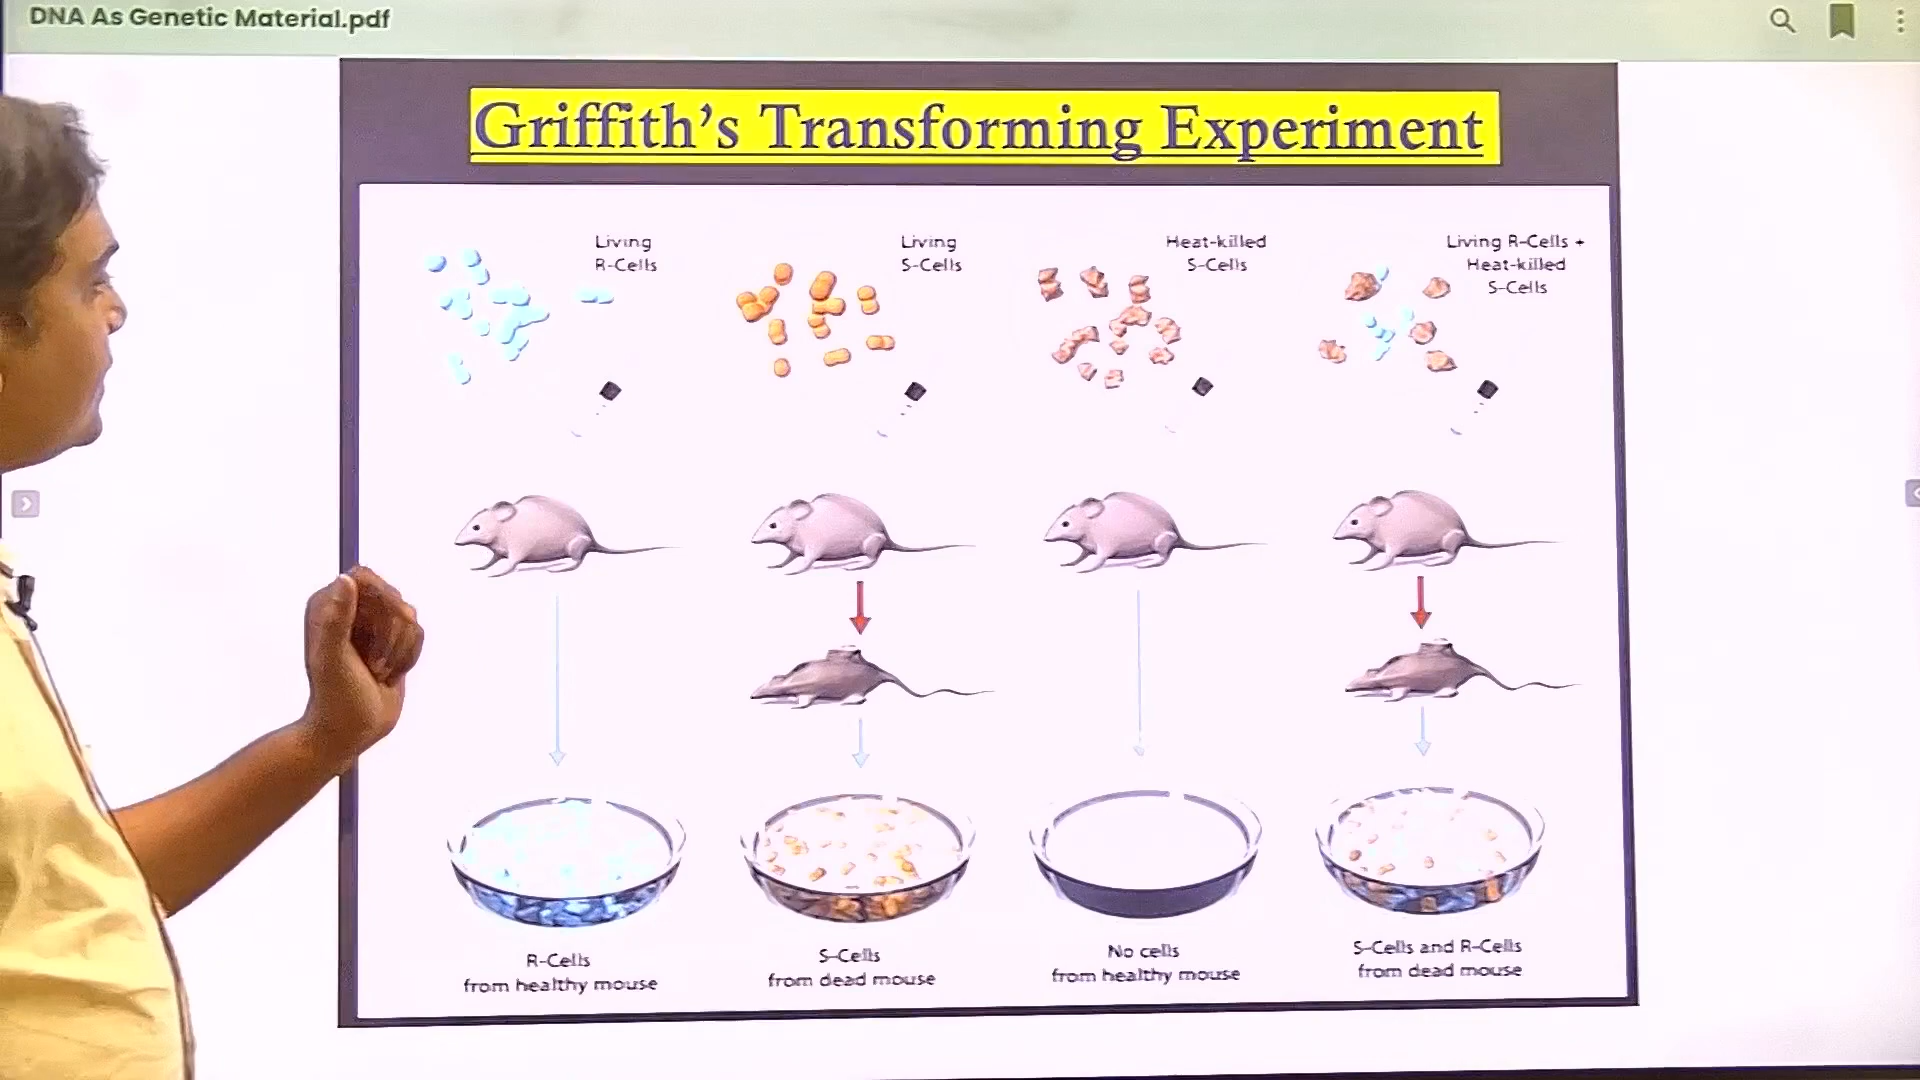 DNA As Genetic Material.pdf
Griffith's Transforming Experiment
Living
R-Cells
Living
S-Cells
Heat-killed
S-Cells
Living R-Cells +
Heat-killed
S-Cells
R-Cells
from healthy mouse
S-Cells
from dead mouse
No cells
from healthy mouse
S-Cells and R-Cells
from dead mouse